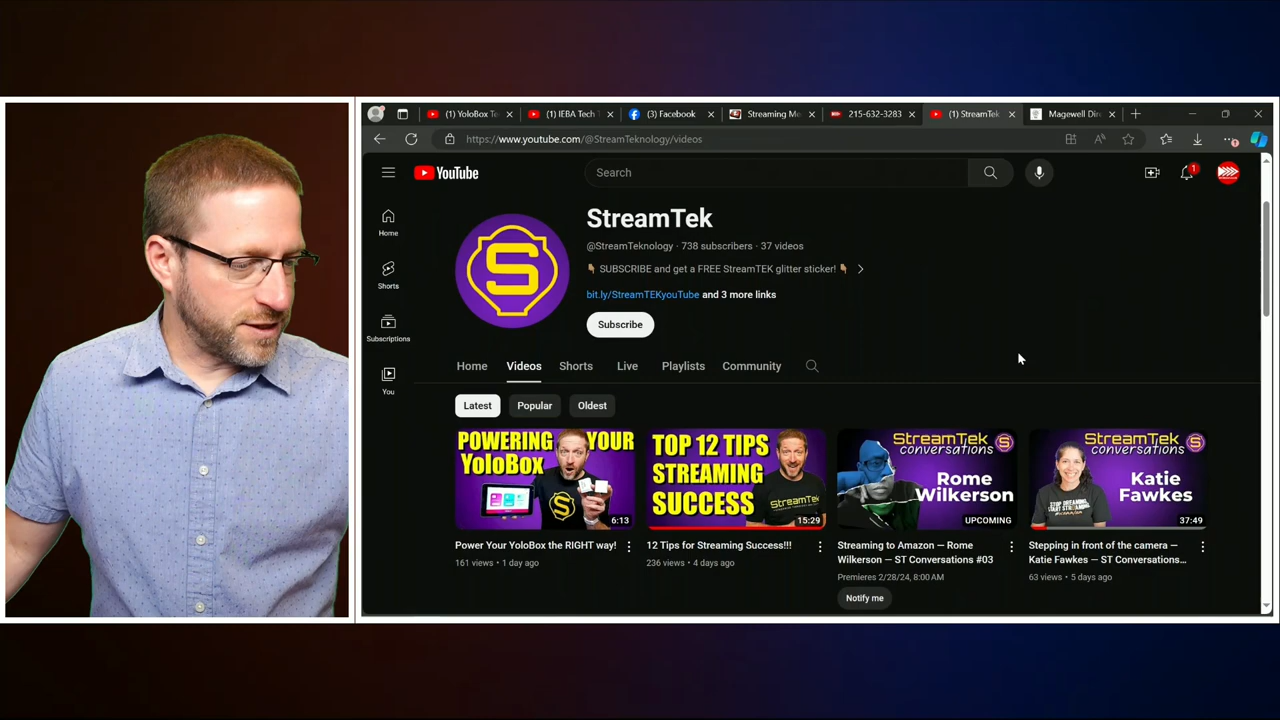 (1) YoloBox Te
(1) IEBA Tech T
(3) Facebook
Streaming Me
215-632-3283
(1) StreamTek
Magewell Dire
https://www.youtube.com/@StreamTeknology/videos
YouTube
Search
1
Home
Shorts
Subscriptions
You
S
StreamTek
@StreamTeknology · 738 subscribers · 37 videos
SUBSCRIBE and get a FREE StreamTEK glitter sticker!
bit.ly/StreamTEKyouTube and 3 more links
Subscribe
Home Videos Shorts Live Playlists Community
Latest Popular Oldest
POWERING YOUR
YoloBox
6:13
TOP 12 TIPS
STREAMING
SUCCESS
StreamTek
15:29
StreamTek
conversations
Rome
Wilkerson
UPCOMING
StreamTek
conversations
Katie
Fawkes
37:49
Power Your YoloBox the RIGHT way!
161 views · 1 day ago
12 Tips for Streaming Success!!!
236 views · 4 days ago
Streaming to Amazon — Rome
Wilkerson — ST Conversations #03
Premieres 2/28/24, 8:00 AM
Notify me
Stepping in front of the camera —
Katie Fawkes — ST Conversations...
63 views · 5 days ago